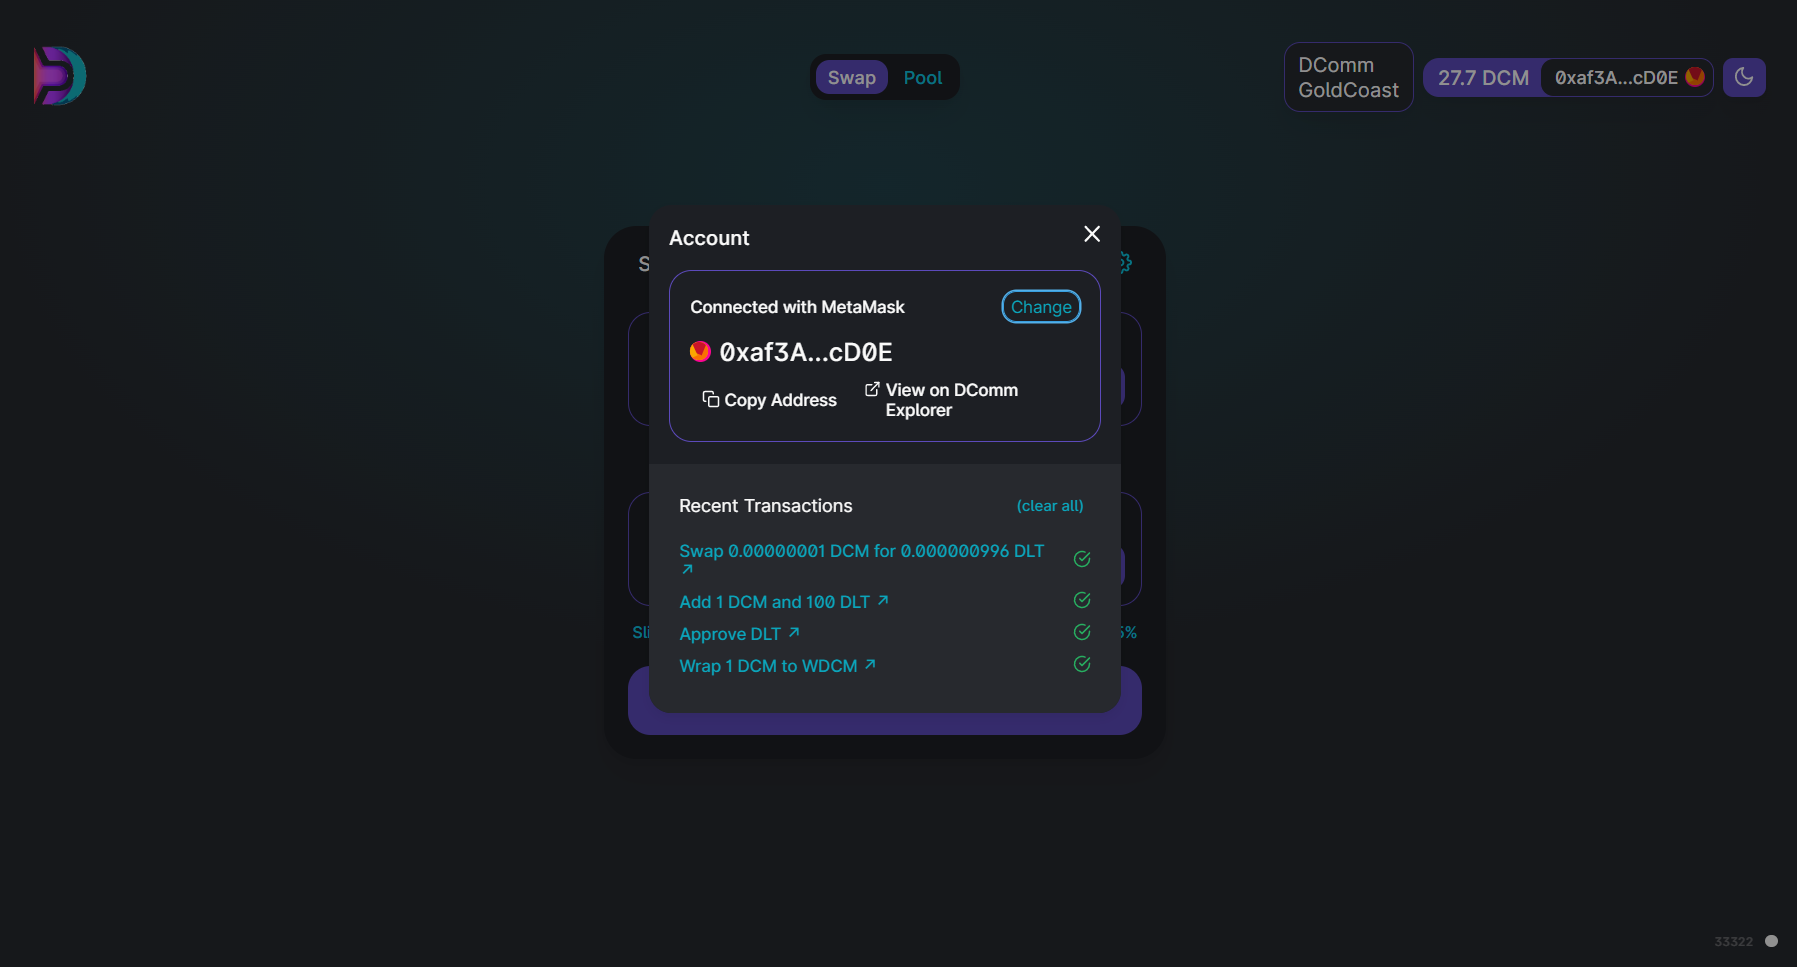 Swap
Pool
DComm
GoldCoast
27.7 DCM
0xaf3A...cD0E
Account
Connected with MetaMask
Change
0xaf3A...cD0E
Copy Address
View on DComm
Explorer
Recent Transactions
(clear all)
Swap 0.00000001 DCM for 0.000000996 DLT
↗
Add 1 DCM and 100 DLT ↗
Approve DLT ↗
Wrap 1 DCM to WDCM ↗
33322